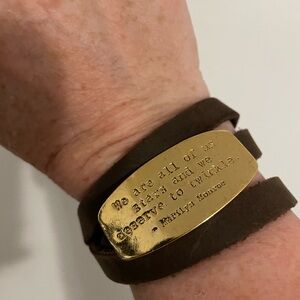 We are all of us
stars and we
deserve to twinkle.
- Marilyn Monroe